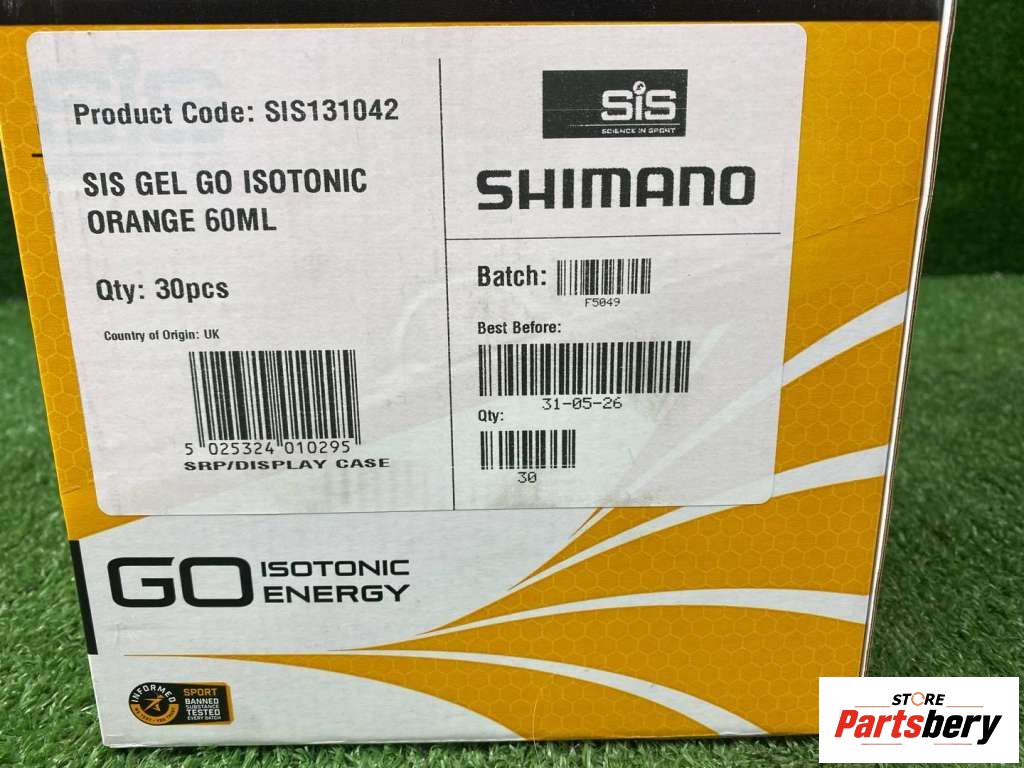 Product Code: SIS131042
SIS GEL GO ISOTONIC
ORANGE 60ML
Qty: 30pcs
Country of Origin: UK
5 025324 010295
SRP/DISPLAY CASE
SiS
SCIENCE IN SPORT
SHIMANO
Batch:
F5049
Best Before:
31-05-26
Qty:
30
GO ISOTONIC
ENERGY
INFORMED
SPORT
BANNED
SUBSTANCE
TESTED
EVERY BATCH
STORE
Partsbery